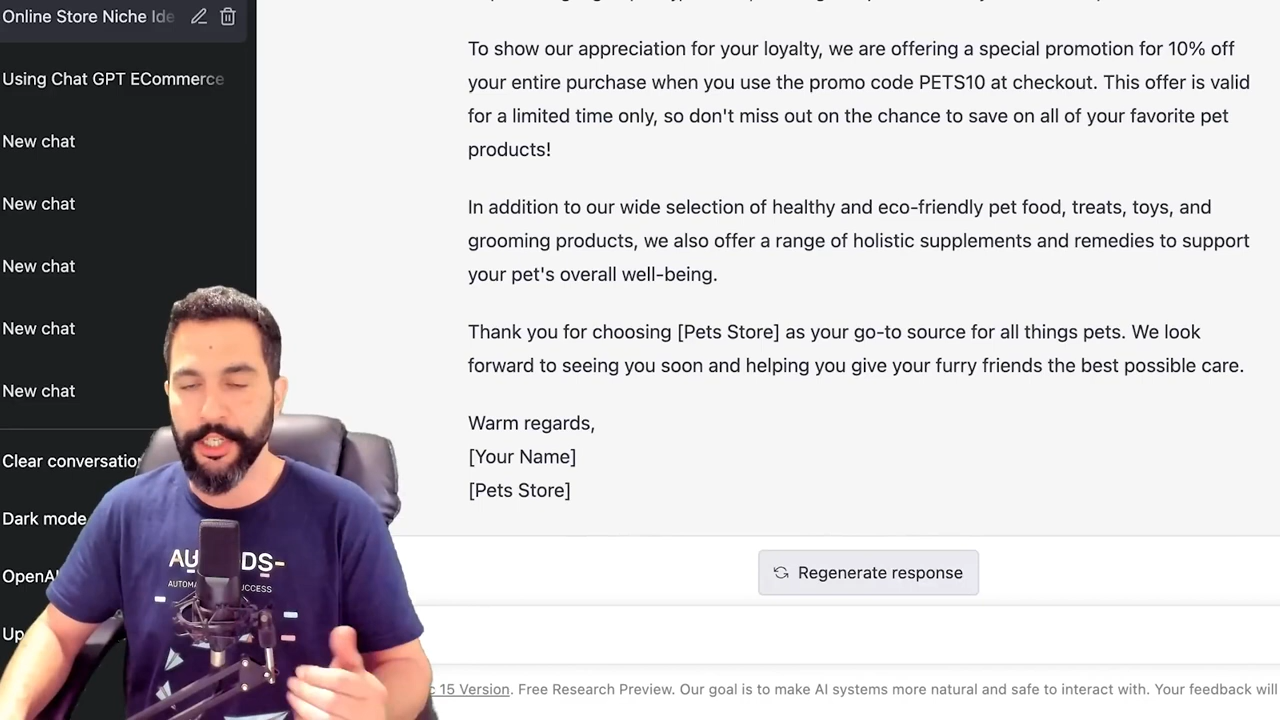 Online Store Niche Ide
Using Chat GPT ECommerce
New chat
New chat
New chat
New chat
New chat
Clear conversation
Dark mode
OpenAI
Up
To show our appreciation for your loyalty, we are offering a special promotion for 10% off
your entire purchase when you use the promo code PETS10 at checkout. This offer is valid
for a limited time only, so don't miss out on the chance to save on all of your favorite pet
products!
In addition to our wide selection of healthy and eco-friendly pet food, treats, toys, and
grooming products, we also offer a range of holistic supplements and remedies to support
your pet's overall well-being.
Thank you for choosing [Pets Store] as your go-to source for all things pets. We look
forward to seeing you soon and helping you give your furry friends the best possible care.
Warm regards,
[Your Name]
[Pets Store]
Regenerate response
c 15 Version. Free Research Preview. Our goal is to make AI systems more natural and safe to interact with. Your feedback will
AU DS
AUTOMA UCCESS